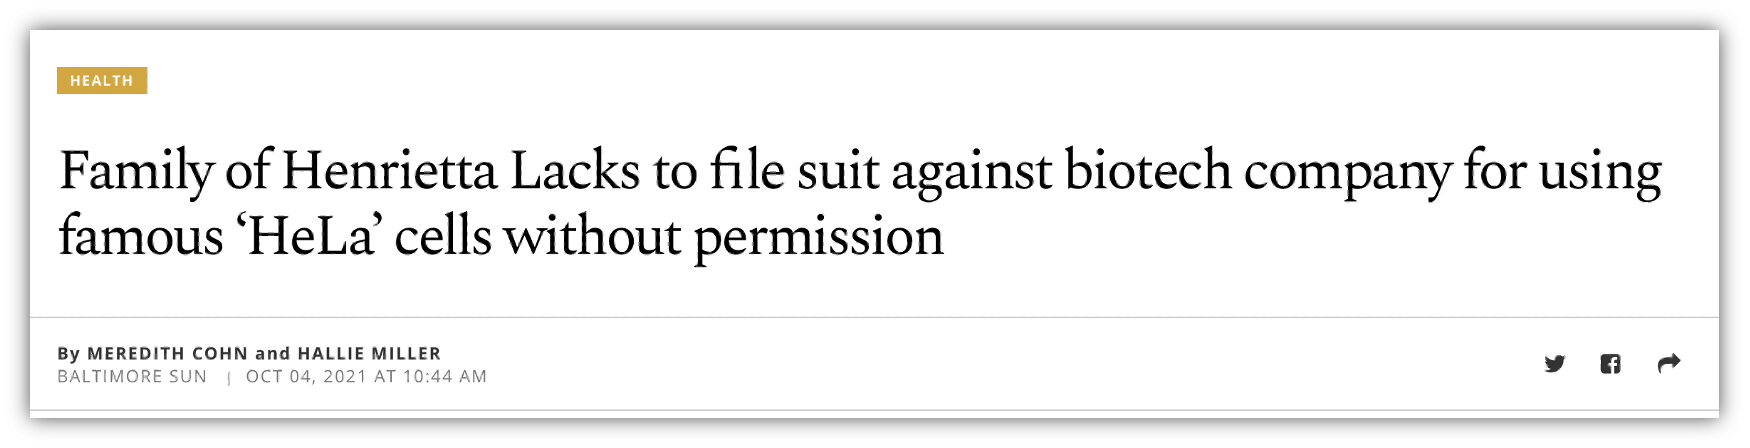 HEALTH
Family of Henrietta Lacks to file suit against biotech company for using
famous ‘HeLa’ cells without permission
By MEREDITH COHN and HALLIE MILLER
BALTIMORE SUN | OCT 04, 2021 AT 10:44 AM